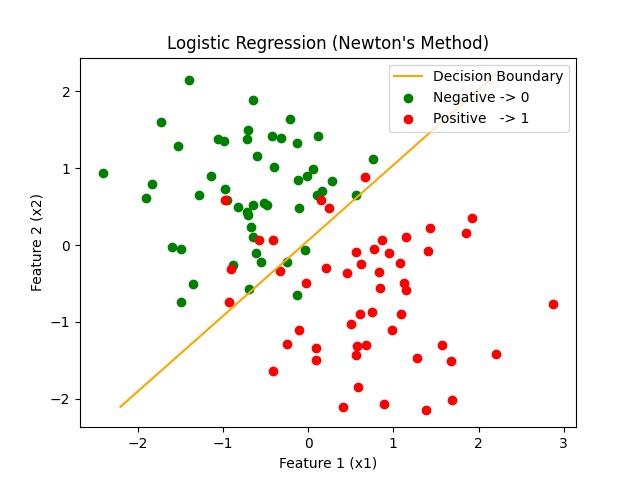 Logistic Regression (Newton's Method)
Decision Boundary
Negative -> 0
Positive   -> 1
Feature 2 (x2)
2
1
0
−1
−2
−2
−1
0
1
2
3
Feature 1 (x1)